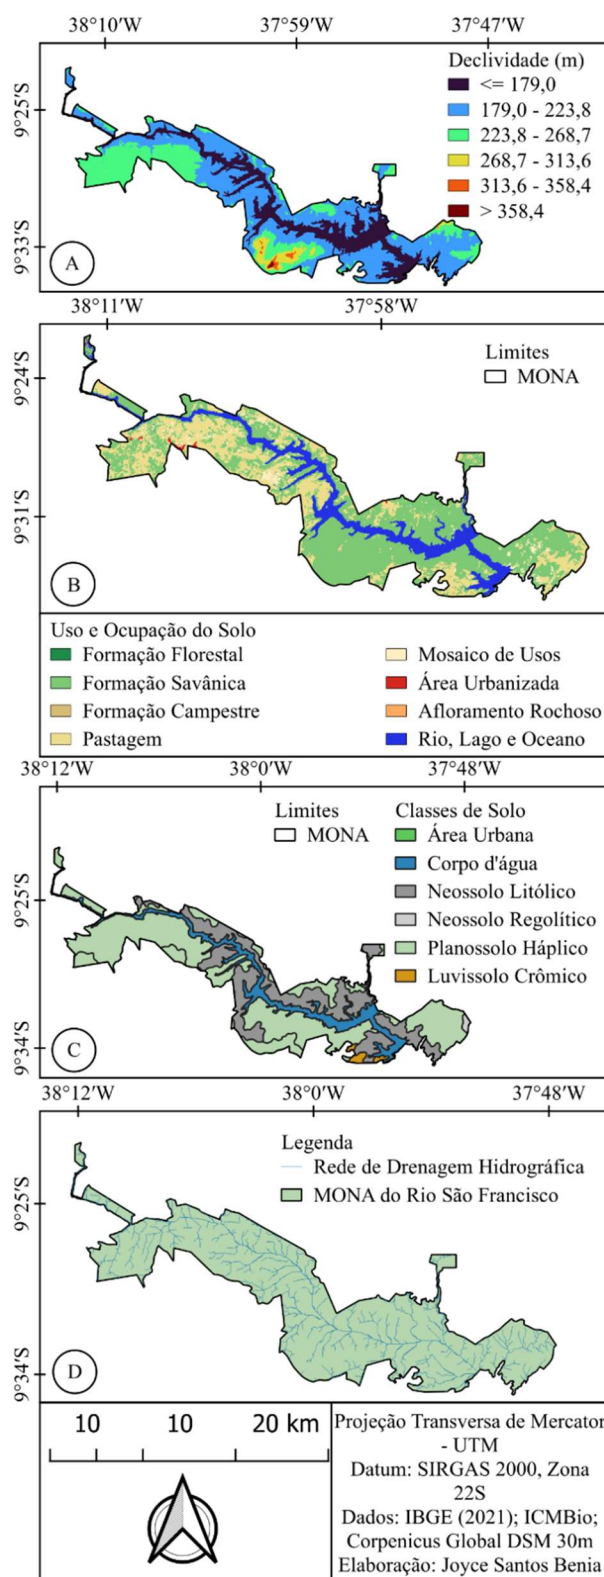 38°10'W 37°59'W 37°47'W
Declividade (m)
<= 179,0
179,0 - 223,8
223,8 - 268,7
268,7 - 313,6
313,6 - 358,4
> 358,4
9°25'S
9°33'S
A
38°11'W 37°58'W
Limites
MONA
9°24'S
9°31'S
B
Uso e Ocupação do Solo
Formação Florestal
Formação Savânica
Formação Campestre
Pastagem
Mosaico de Usos
Área Urbanizada
Afloramento Rochoso
Rio, Lago e Oceano
38°12'W 38°0'W 37°48'W
Limites
MONA
Classes de Solo
Área Urbana
Corpo d'água
Neossolo Litólico
Neossolo Regolítico
Planossolo Háplico
Luvissolo Crômico
9°25'S
9°34'S
C
38°12'W 38°0'W 37°48'W
Legenda
Rede de Drenagem Hidrográfica
MONA do Rio São Francisco
9°25'S
9°34'S
D
10 10 20 km
Projeção Transversa de Mercator
- UTM
Datum: SIRGAS 2000, Zona
22S
Dados: IBGE (2021); ICMBio;
Corpenicus Global DSM 30m
Elaboração: Joyce Santos Benia